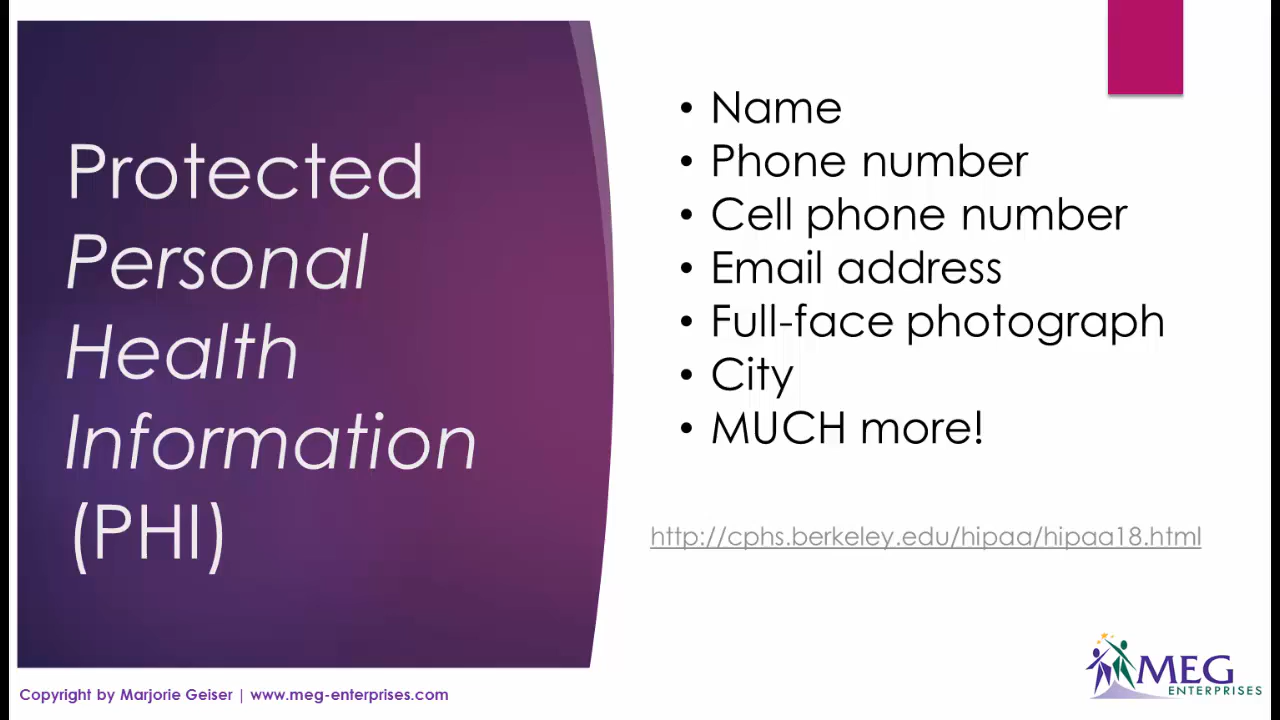 Protected
Personal
Health
Information
(PHI)
• Name
• Phone number
• Cell phone number
• Email address
• Full-face photograph
• City
• MUCH more!
http://cphs.berkeley.edu/hipaa/hipaa18.html
Copyright by Marjorie Geiser | www.meg-enterprises.com
MEG
ENTERPRISES